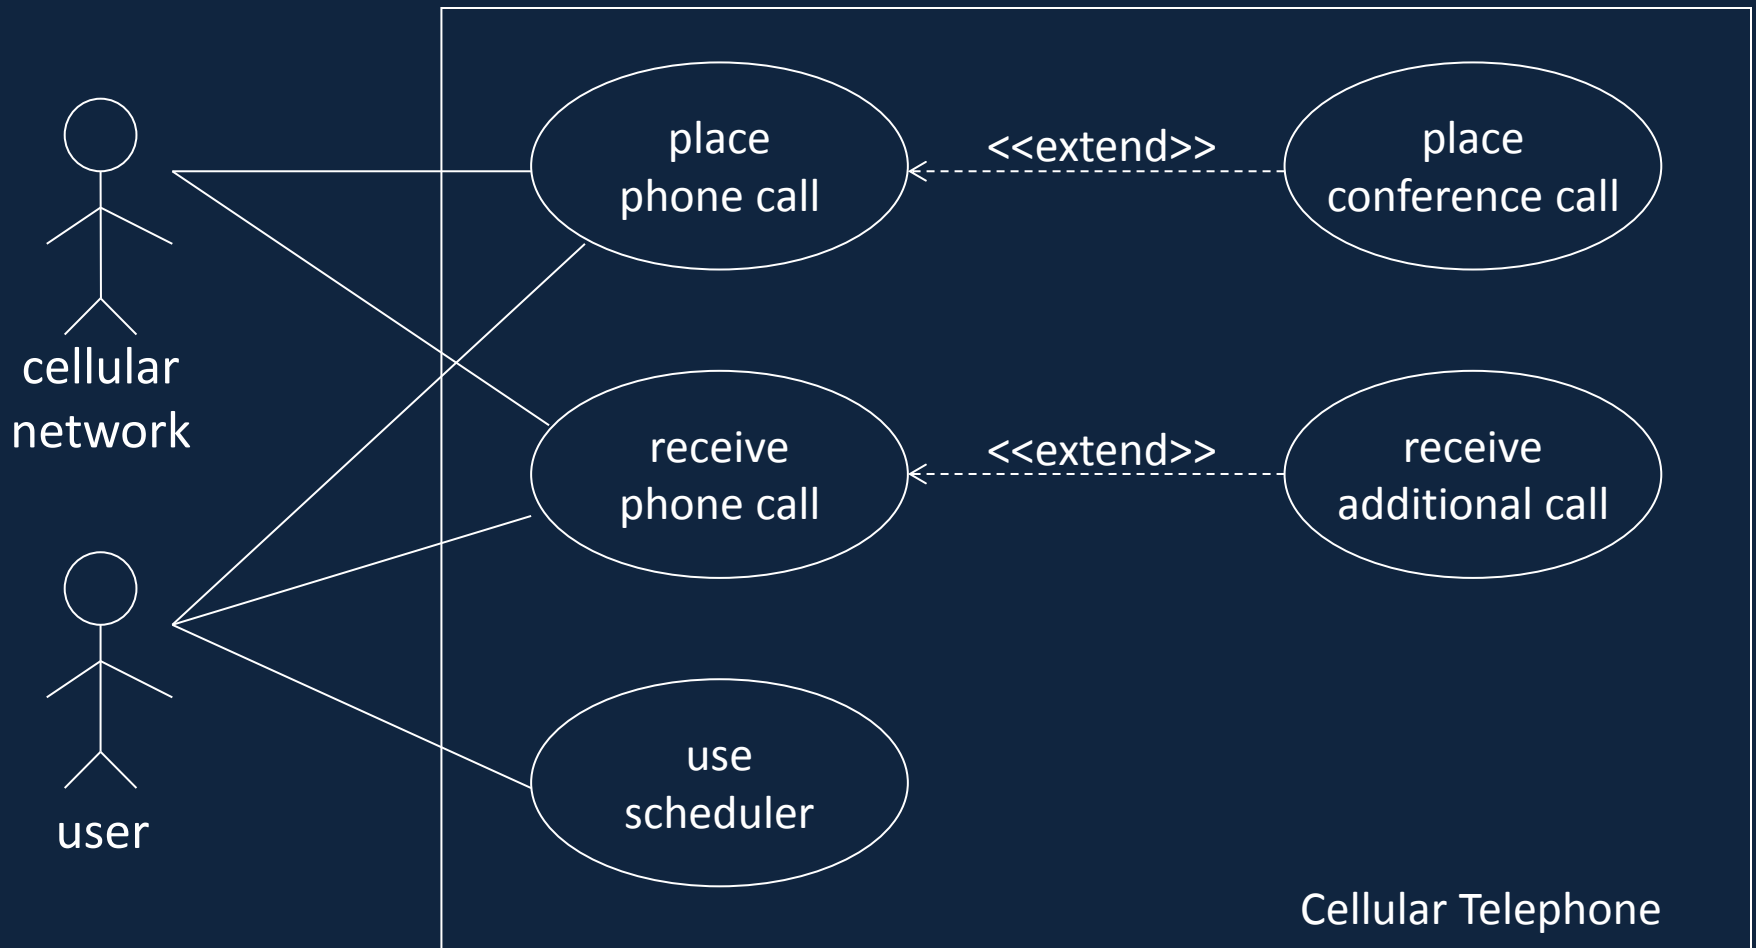 place
phone call
<<extend>>
place
conference call
cellular
network
receive
phone call
<<extend>>
receive
additional call
user
use
scheduler
Cellular Telephone